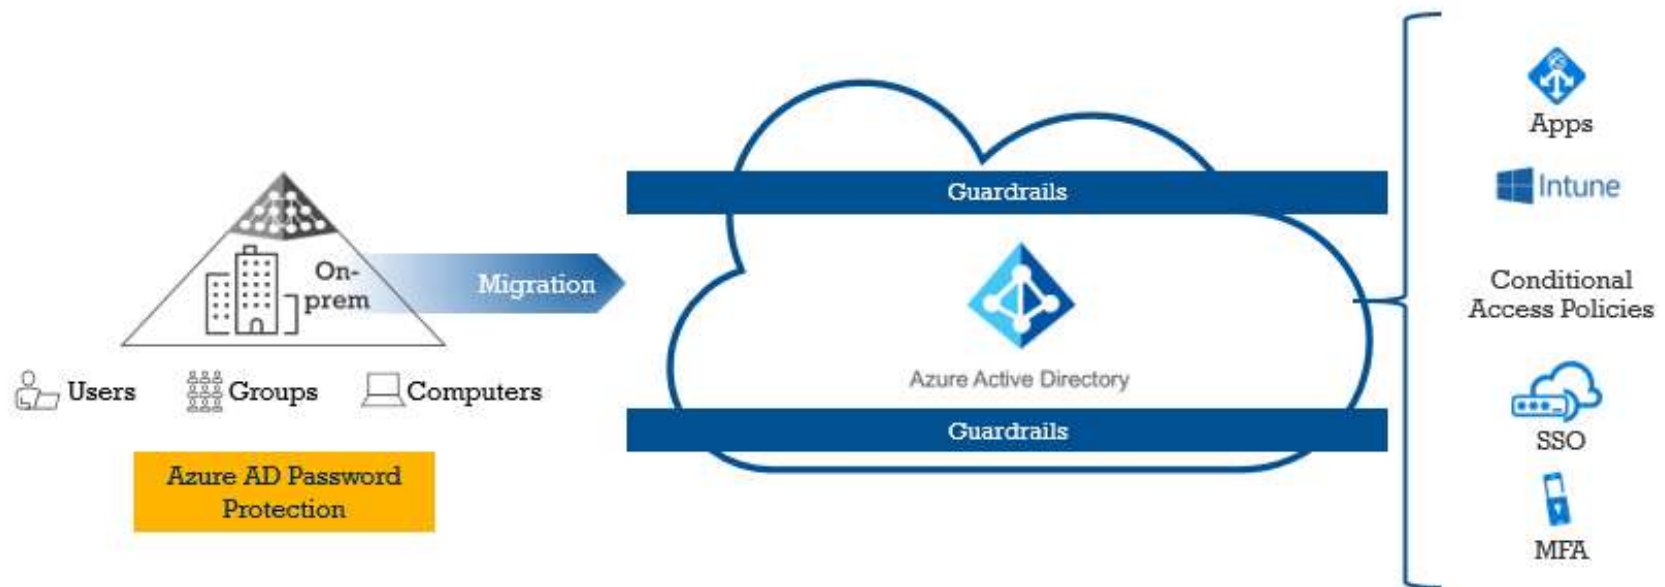 On-
prem
Migration
Users
Groups
Computers
Azure AD Password
Protection
Guardrails
Azure Active Directory
Guardrails
Apps
Intune
Conditional
Access Policies
SSO
MFA